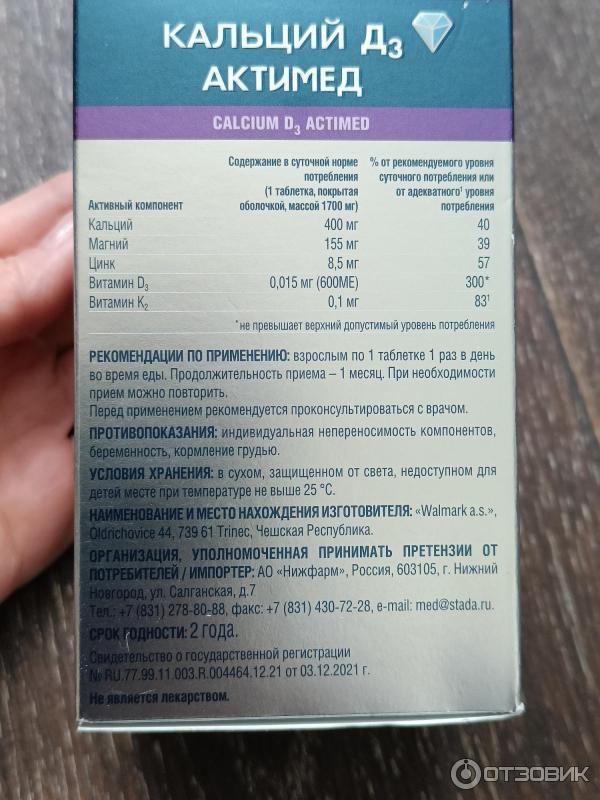 КАЛЬЦИЙ Д3
АКТИМЕД
CALCIUM D3 ACTIMED
Активный компонент
Содержание в суточной норме
потребления
(1 таблетка, покрытая
оболочкой, массой 1700 мг)
% от рекомендуемого уровня
суточного потребления или
от адекватного¹ уровня
потребления
Кальций 400 мг 40
Магний 155 мг 39
Цинк 8,5 мг 57
Витамин D3 0,015 мг (600МЕ) 300*
Витамин K2 0,1 мг 83¹
*не превышает верхний допустимый уровень потребления
РЕКОМЕНДАЦИИ ПО ПРИМЕНЕНИЮ: взрослым по 1 таблетке 1 раз в день
во время еды. Продолжительность приема – 1 месяц. При необходимости
прием можно повторить.
Перед применением рекомендуется проконсультироваться с врачом.
ПРОТИВОПОКАЗАНИЯ: индивидуальная непереносимость компонентов,
беременность, кормление грудью.
УСЛОВИЯ ХРАНЕНИЯ: в сухом, защищенном от света, недоступном для
детей месте при температуре не выше 25 °С.
НАИМЕНОВАНИЕ И МЕСТО НАХОЖДЕНИЯ ИЗГОТОВИТЕЛЯ: «Walmark a.s.»,
Oldrichovice 44, 739 61 Trinec, Чешская Республика.
ОРГАНИЗАЦИЯ, УПОЛНОМОЧЕННАЯ ПРИНИМАТЬ ПРЕТЕНЗИИ ОТ
ПОТРЕБИТЕЛЕЙ / ИМПОРТЕР: АО «Нижфарм», Россия, 603105, г. Нижний
Новгород, ул. Салганская, д.7
Тел.: +7 (831) 278-80-88, факс: +7 (831) 430-72-28, e-mail: med@stada.ru.
СРОК ГОДНОСТИ: 2 года.
Свидетельство о государственной регистрации
№ RU.77.99.11.003.R.004464.12.21 от 03.12.2021 г.
Не является лекарством.
ОТЗОВИК